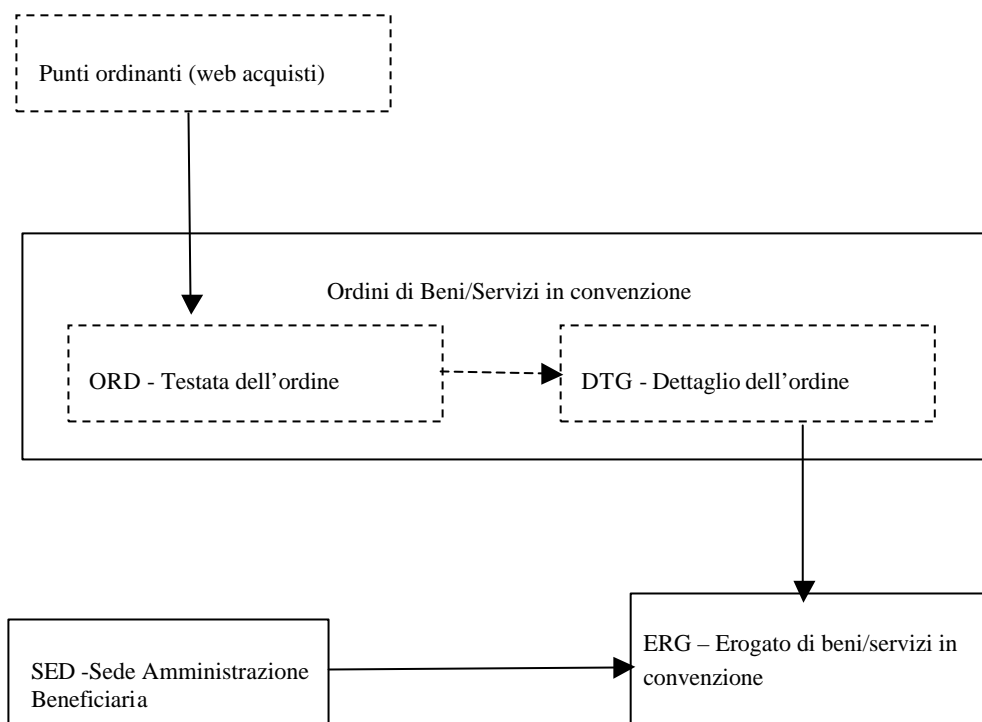 Punti ordinanti (web acquisti)
Ordini di Beni/Servizi in convenzione
ORD - Testata dell’ordine
DTG - Dettaglio dell’ordine
SED -Sede Amministrazione
Beneficiaria
ERG – Erogato di beni/servizi in
convenzione